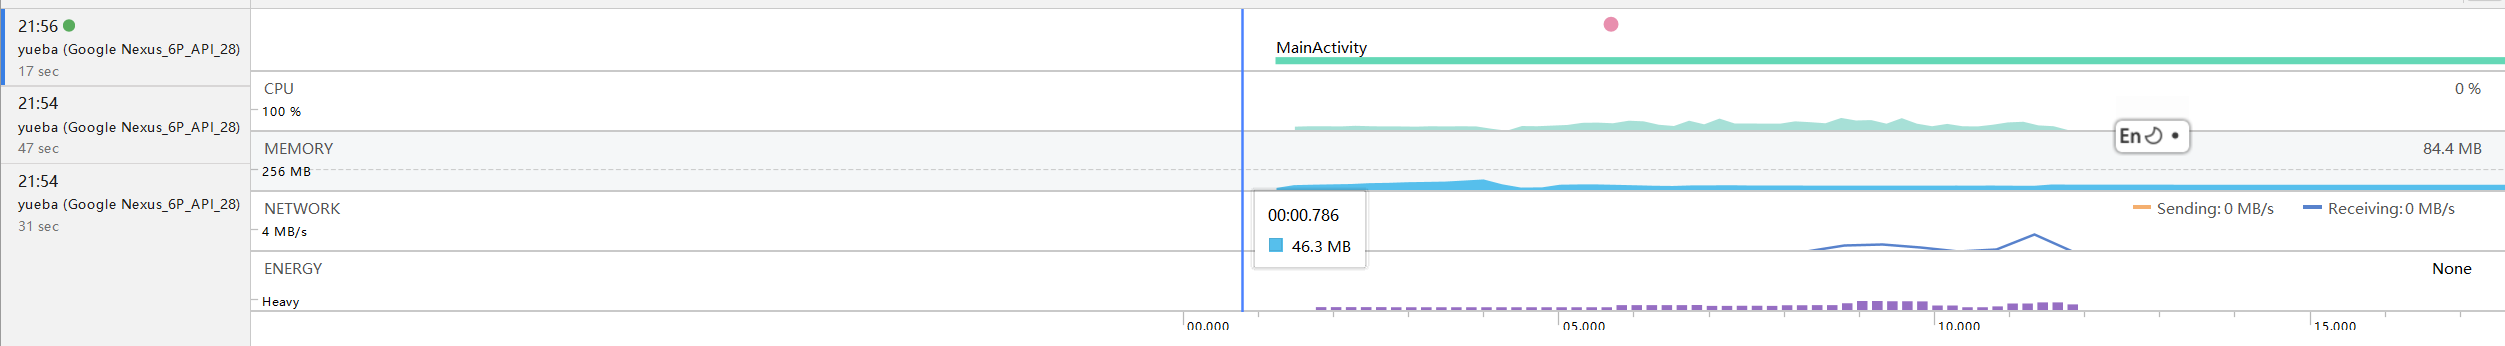 21:56
yueba (Google Nexus_6P_API_28)
17 sec
21:54
yueba (Google Nexus_6P_API_28)
47 sec
21:54
yueba (Google Nexus_6P_API_28)
31 sec
MainActivity
CPU
0 %
100 %
En
MEMORY
84.4 MB
256 MB
NETWORK
Sending: 0 MB/s
Receiving: 0 MB/s
4 MB/s
00:00.786
46.3 MB
ENERGY
None
Heavy
00.000
05.000
10.000
15.000